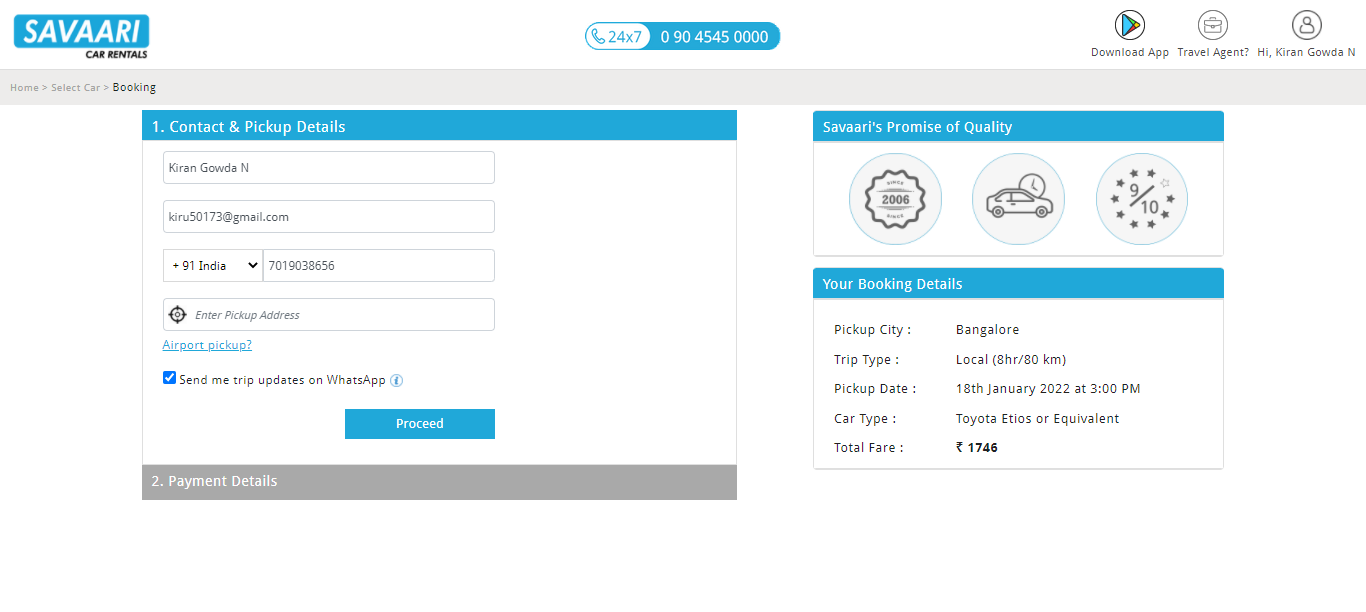 SAVAARI
CAR RENTALS
24x7 0 90 4545 0000
Download App
Travel Agent?
Hi, Kiran Gowda N
Home > Select Car > Booking
1. Contact & Pickup Details
Kiran Gowda N
kiru50173@gmail.com
+ 91 India 7019038656
Enter Pickup Address
Airport pickup?
Send me trip updates on WhatsApp i
Proceed
2. Payment Details
Savaari's Promise of Quality
SINCE
2006
SINCE
9/10
Your Booking Details
Pickup City : Bangalore
Trip Type : Local (8hr/80 km)
Pickup Date : 18th January 2022 at 3:00 PM
Car Type : Toyota Etios or Equivalent
Total Fare : ₹ 1746